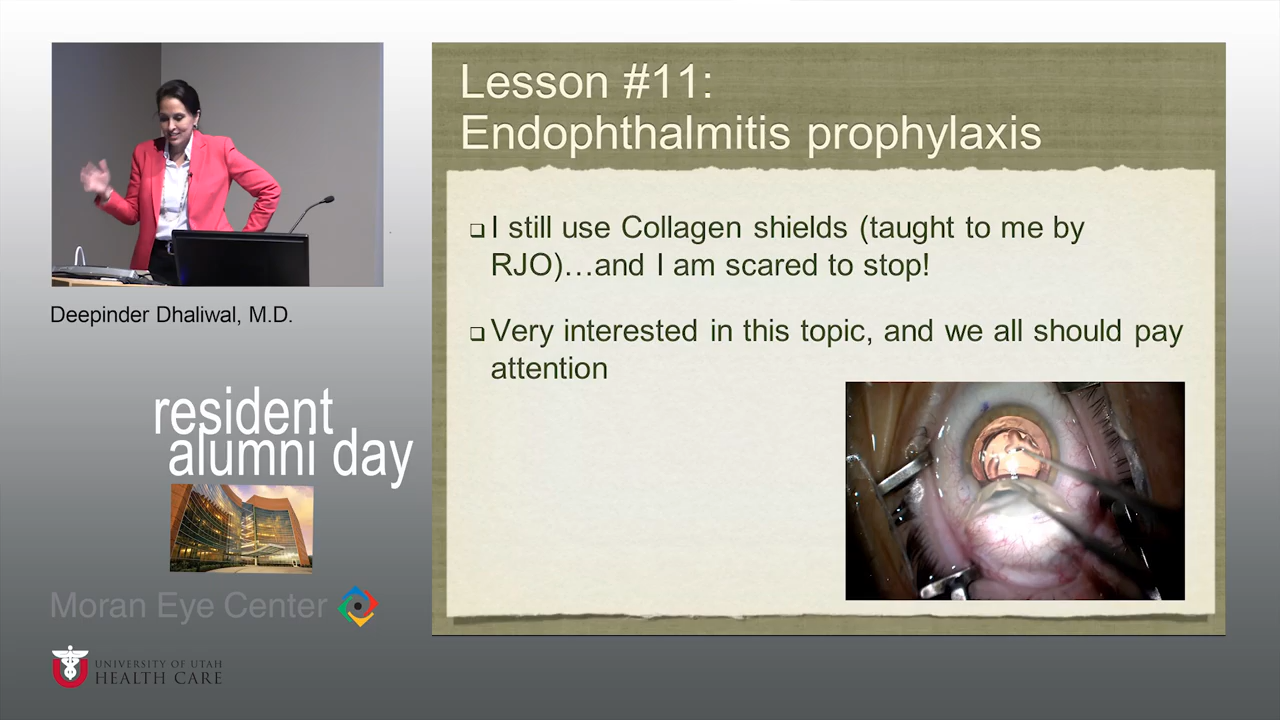 Lesson #11:
Endophthalmitis prophylaxis
❑I still use Collagen shields (taught to me by
RJO)…and I am scared to stop!
❑Very interested in this topic, and we all should pay
attention
Deepinder Dhaliwal, M.D.
resident
alumni day
Moran Eye Center
UNIVERSITY OF UTAH
HEALTH CARE